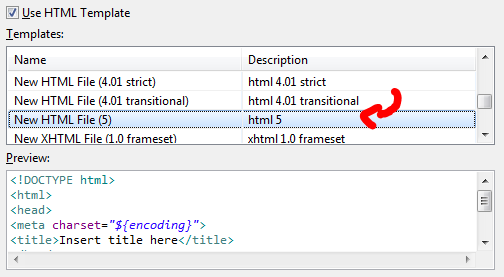 Use HTML Template
Templates:
Name Description
New HTML File (4.01 strict) html 4.01 strict
New HTML File (4.01 transitional) html 4.01 transitional
New HTML File (5) html 5
New XHTML File (1.0 frameset) xhtml 1.0 frameset
Preview:
<!DOCTYPE html>
<html>
<head>
<meta charset="${encoding}">
<title>Insert title here</title>